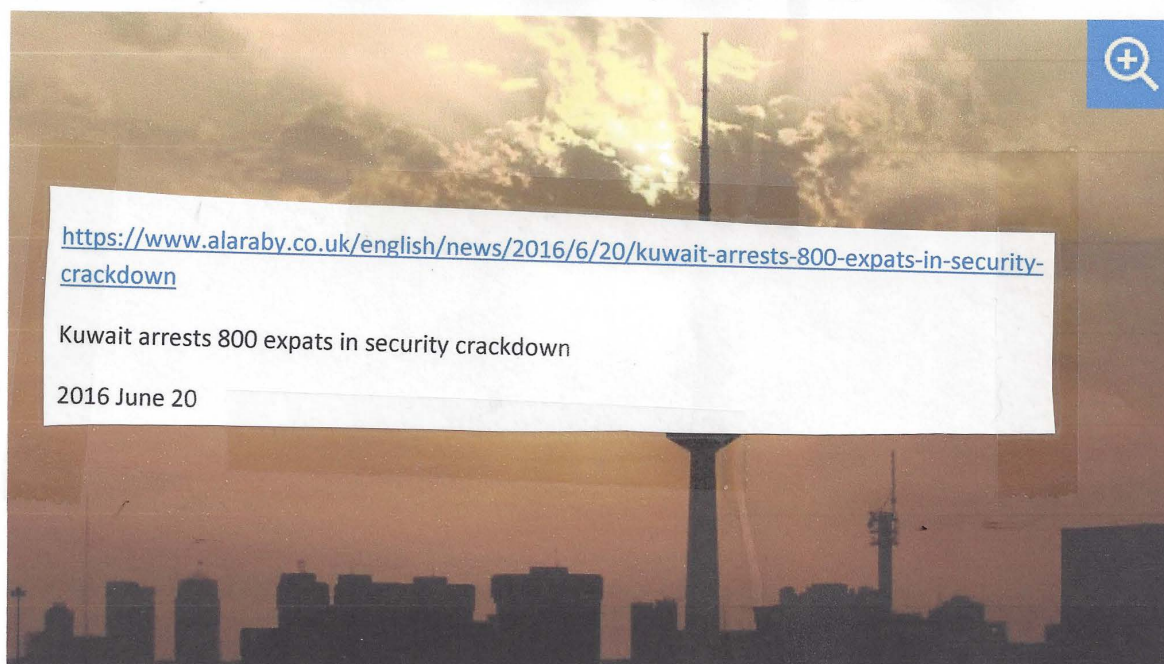 https://www.alaraby.co.uk/english/news/2016/6/20/kuwait-arrests-800-expats-in-security-
crackdown
Kuwait arrests 800 expats in security crackdown
2016 June 20